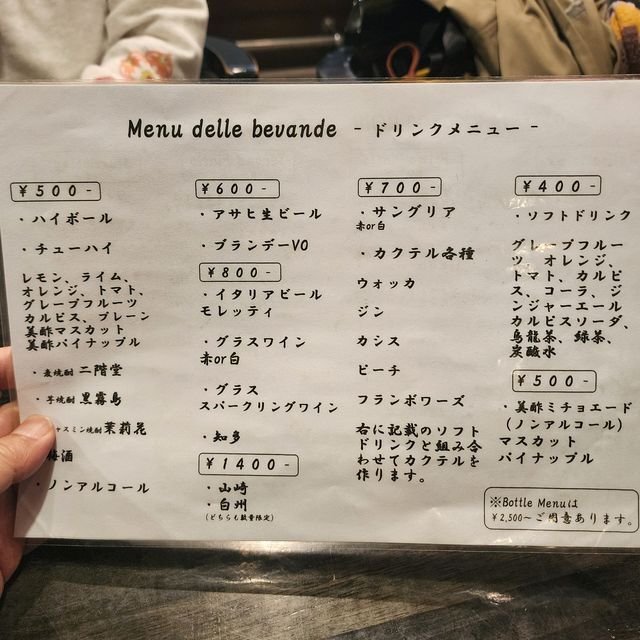 Menu delle bevande - ドリンクメニュー -
¥500-
・ハイボール
・チューハイ
レモン、ライム、
オレンジ、トマト、
グレープフルーツ
カルピス、プレーン
美酢マスカット
美酢パイナップル
・麦焼酎 二階堂
・芋焼酎 黒霧島
ャスミン焼酎 茉莉花
梅酒
・ノンアルコール
¥600-
・アサヒ生ビール
・ブランデーVO
¥800-
・イタリアビール
モレッティ
・グラスワイン
赤or白
・グラス
スパークリングワイン
・知多
¥1400-
・山崎
・白州
(どちらも数量限定)
¥700-
・サングリア
赤or白
・カクテル各種
ウォッカ
ジン
カシス
ピーチ
フランボワーズ
右に記載のソフト
ドリンクと組み合
わせてカクテルを
作ります。
¥400-
・ソフトドリンク
グレープフルー
ツ、オレンジ、
トマト、カルピ
ス、コーラ、ジ
ンジャーエール
カルピスソーダ、
烏龍茶、緑茶、
炭酸水
¥500-
・美酢ミチョエード
(ノンアルコール)
マスカット
パイナップル
※Bottle Menuは
¥2,500~ご用意あります。